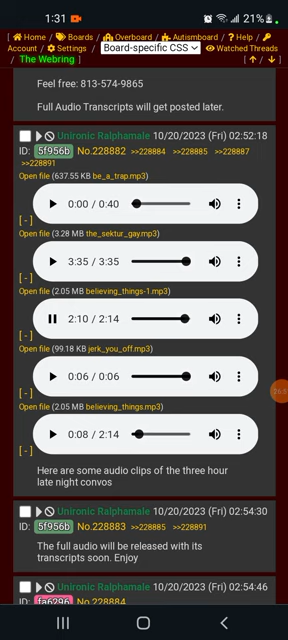 1:31
21%
[ Home / Boards / Overboard / Autismboard / Help /
Account / Settings / Board-specific CSS Watched Threads
/ The Webring ] [ ↑ / ↓ ]
Feel free: 813-574-9865
Full Audio Transcripts will get posted later.
Unironic Ralphamale 10/20/2023 (Fri) 02:52:18
ID: 5f956b No.228882 >>228884 >>228885 >>228887
>>228891
Open file (637.55 KB be_a_trap.mp3)
0:00 / 0:40
[-]
Open file (3.28 MB the_sektur_gay.mp3)
3:35 / 3:35
[-]
Open file (2.05 MB believing_things-1.mp3)
2:10 / 2:14
[-]
Open file (99.18 KB jerk_you_off.mp3)
0:06 / 0:06
[-]
Open file (2.05 MB believing_things.mp3)
0:08 / 2:14
[-]
Here are some audio clips of the three hour
late night convos
Unironic Ralphamale 10/20/2023 (Fri) 02:54:30
ID: 5f956b No.228883 >>228885 >>228891
The full audio will be released with its
transcripts soon. Enjoy
Unironic Ralphamale 10/20/2023 (Fri) 02:54:46
ID: fa6296 No.228884